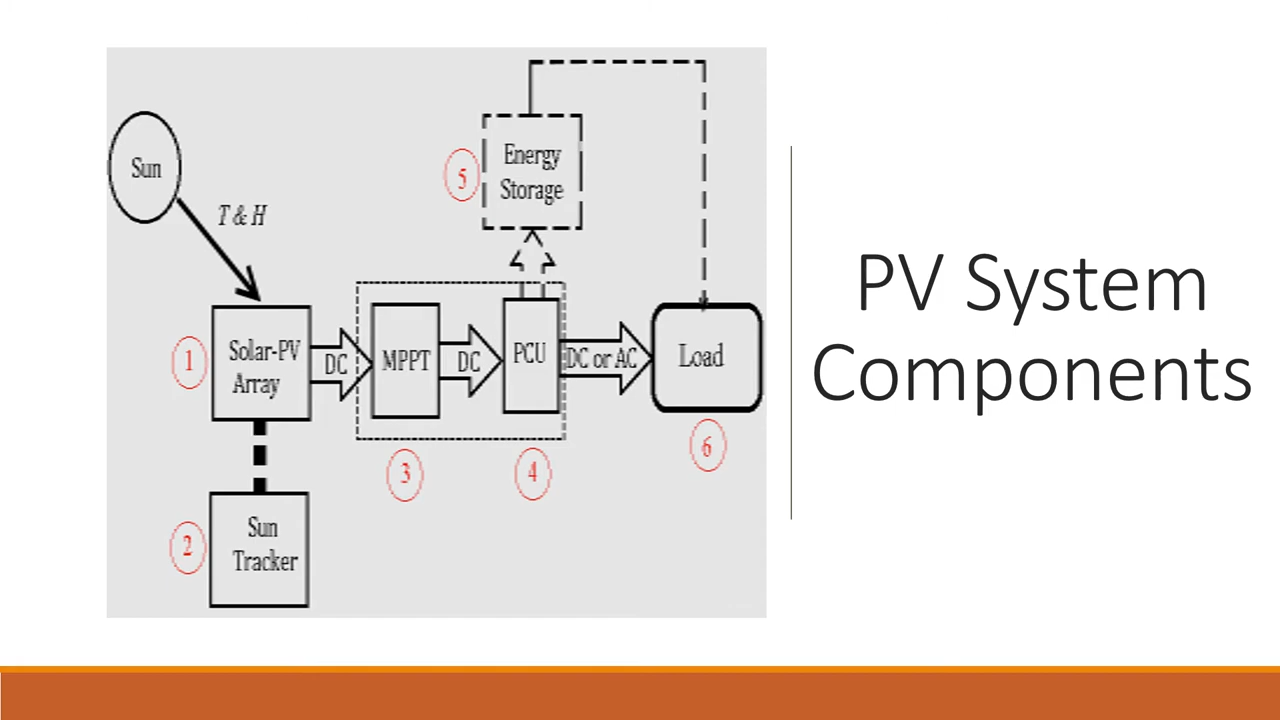 Sun
T & H
Energy
Storage
5
1
Solar-PV
Array
DC
MPPT
DC
PCU
DC or AC
Load
3
4
6
2
Sun
Tracker
PV System
Components